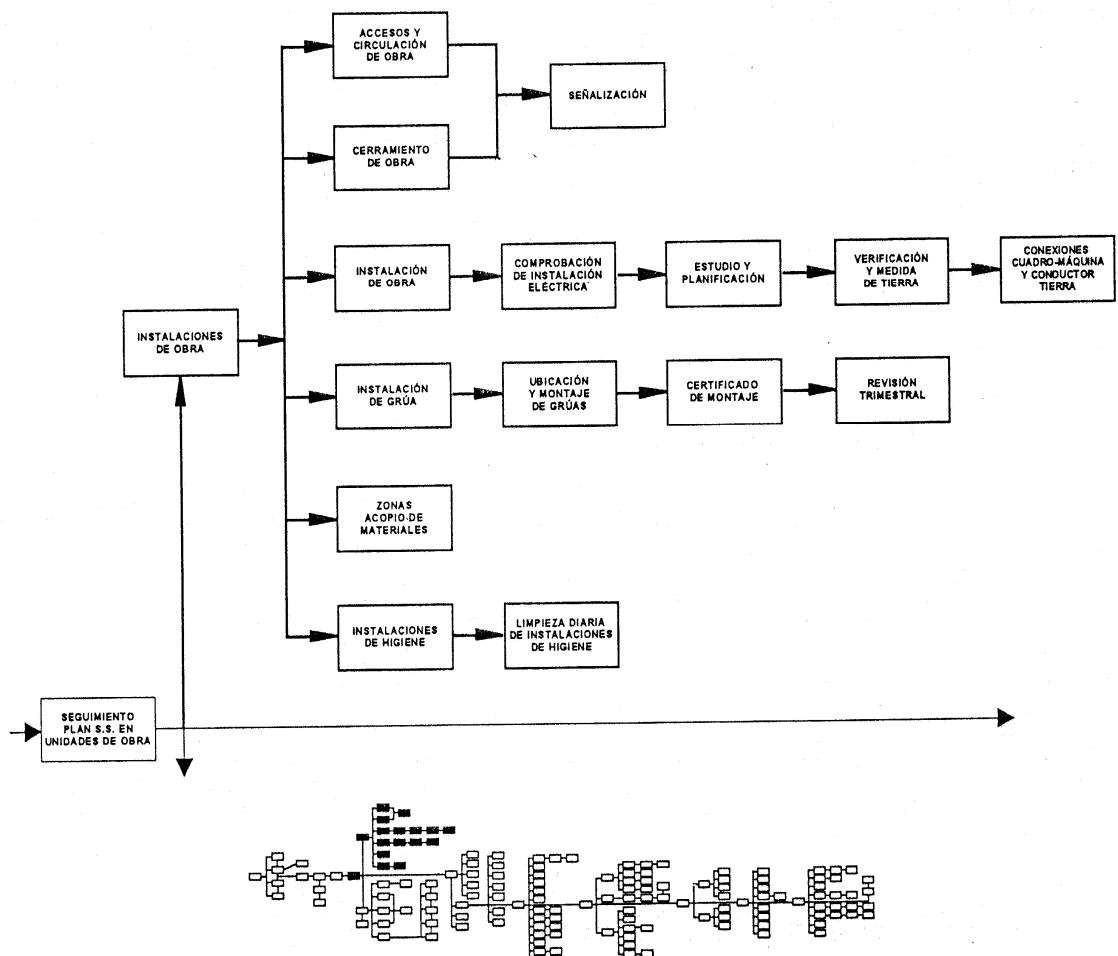 ACCESOS Y
CIRCULACIÓN
DE OBRA
SEÑALIZACIÓN
CERRAMIENTO
DE OBRA
INSTALACIÓN
DE OBRA
COMPROBACIÓN
DE INSTALACIÓN
ELÉCTRICA
ESTUDIO Y
PLANIFICACIÓN
VERIFICACIÓN
Y MEDIDA
DE TIERRA
CONEXIONES
CUADRO-MÁQUINA
Y CONDUCTOR
TIERRA
INSTALACIONES
DE OBRA
INSTALACIÓN
DE GRÚA
UBICACIÓN
Y MONTAJE
DE GRÚAS
CERTIFICADO
DE MONTAJE
REVISIÓN
TRIMESTRAL
ZONAS
ACOPIO DE
MATERIALES
INSTALACIONES
DE HIGIENE
LIMPIEZA DIARIA
DE INSTALACIONES
DE HIGIENE
SEGUIMIENTO
PLAN S.S. EN
UNIDADES DE OBRA